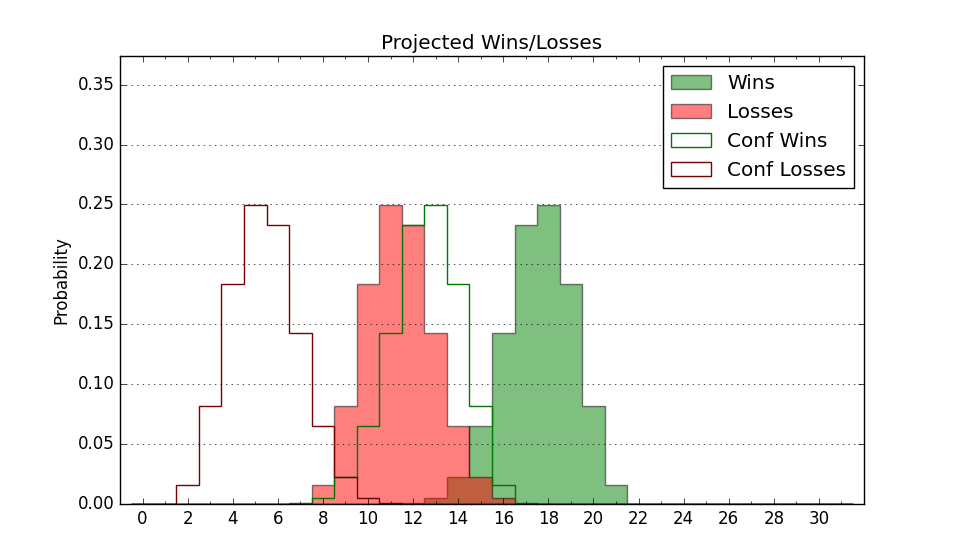 Projected Wins/Losses
Wins
Losses
Conf Wins
Conf Losses
Probability
0.35
0.30
0.25
0.20
0.15
0.10
0.05
0.00
0 2 4 6 8 10 12 14 16 18 20 22 24 26 28 30